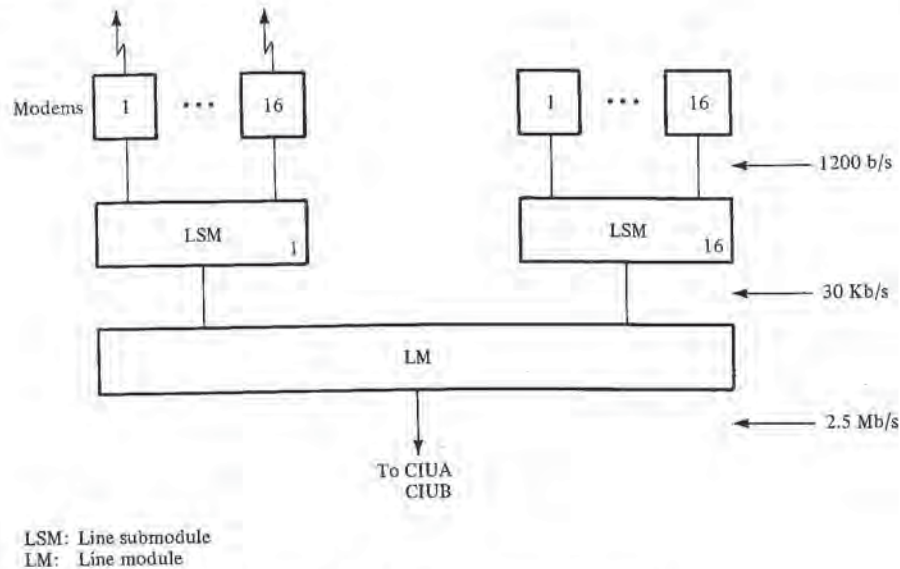 Modems 1 ••• 16 1 ••• 16
1200 b/s
LSM 1 LSM 16
30 Kb/s
LM
2.5 Mb/s
To CIUA
CIUB
LSM: Line submodule
LM: Line module